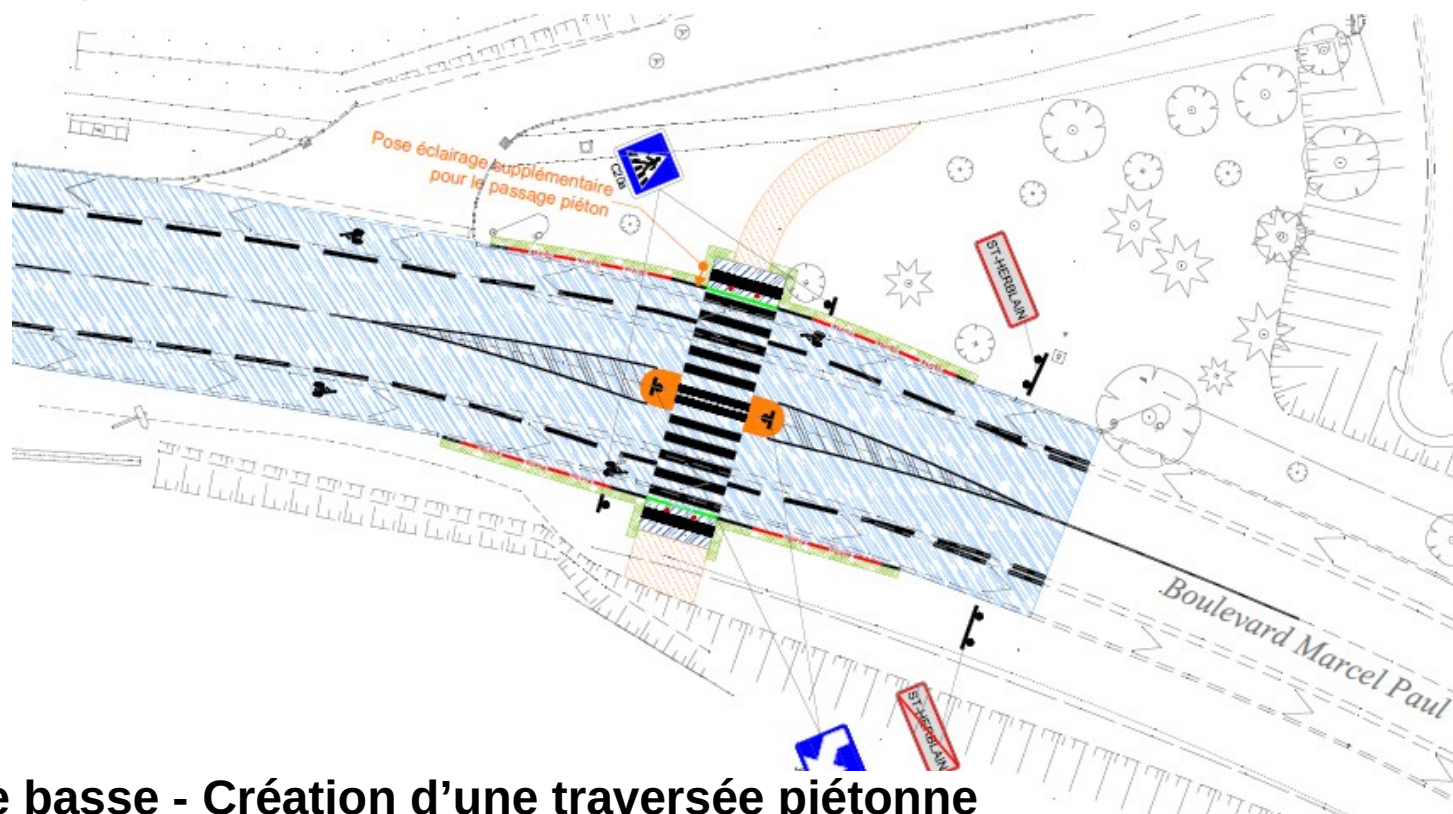 Pose éclairage supplémentaire
pour le passage piéton
C20a
ST-HERBLAIN
Boulevard Marcel Paul
ST-HERBLAIN
e basse - Création d’une traversée piétonne